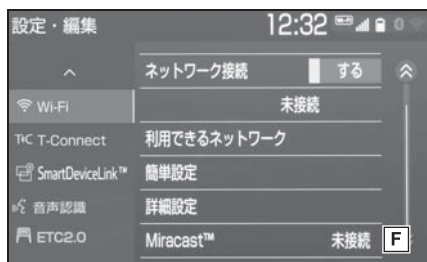 設定・編集 12:32
ネットワーク接続 する
Wi-Fi 未接続
T-Connect 利用できるネットワーク
SmartDeviceLink™ 簡単設定
音声認識 詳細設定
ETC2.0 Miracast™ 未接続 F